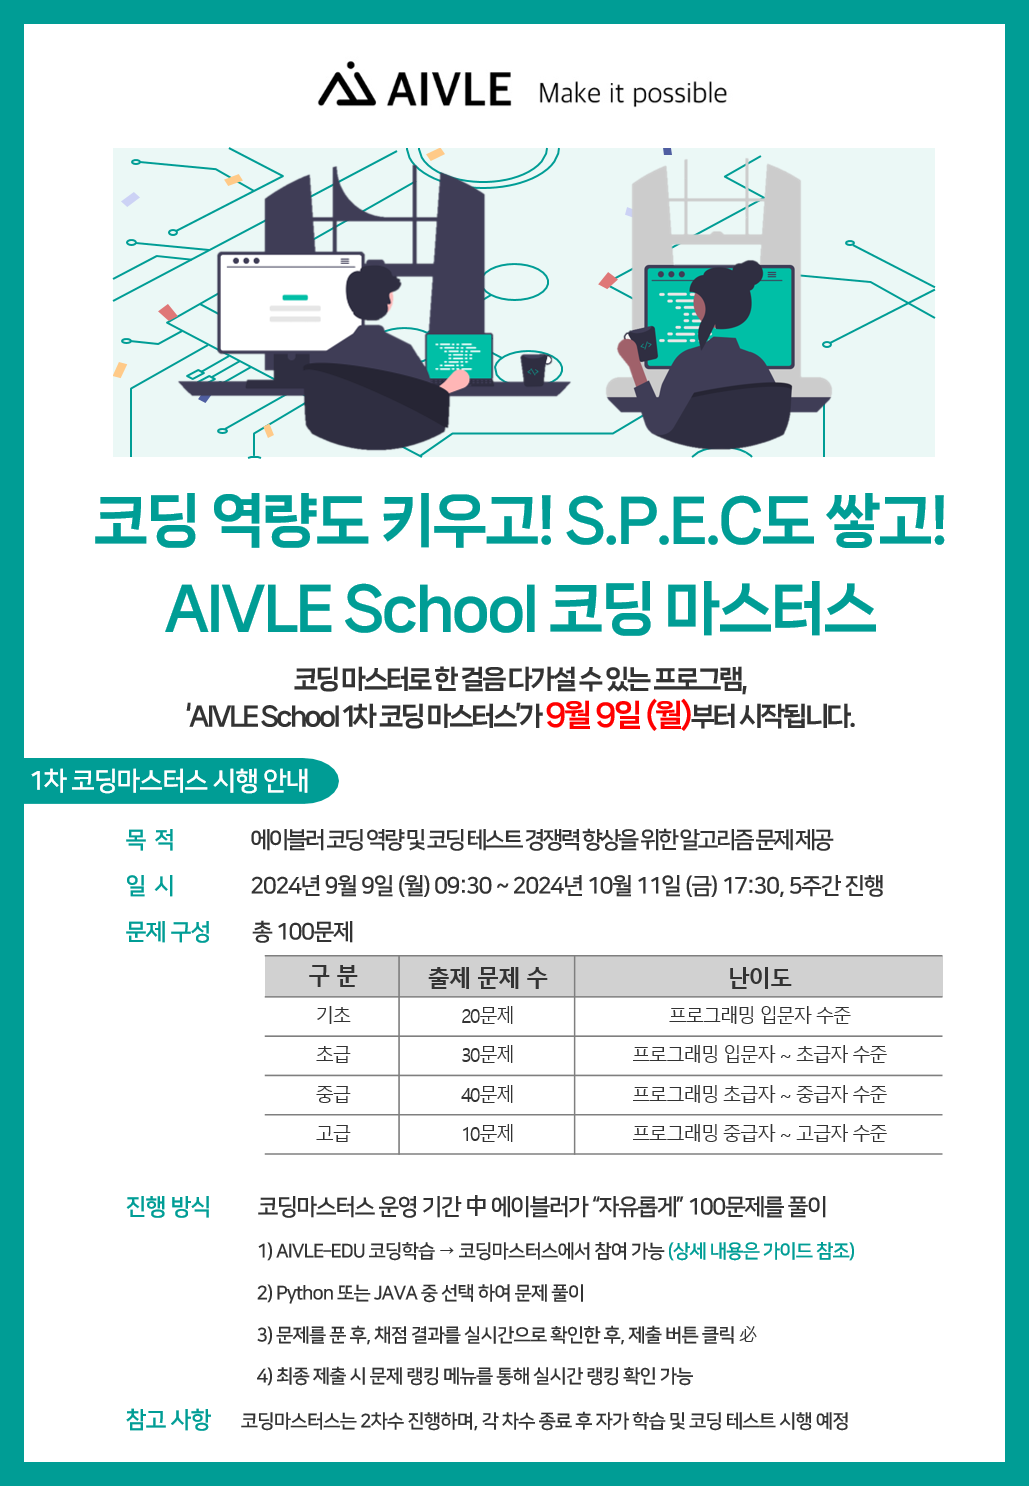 AIVLE Make it possible
코딩 역량도 키우고! S.P.E.C도 쌓고!
AIVLE School 코딩 마스터스
코딩 마스터로 한 걸음 다가설 수 있는 프로그램,
'AIVLE School 1차 코딩 마스터스'가 9월 9일 (월)부터 시작됩니다.
1차 코딩마스터스 시행 안내
목 적 에이블러 코딩 역량 및 코딩 테스트 경쟁력 향상을 위한 알고리즘 문제 제공
일 시 2024년 9월 9일 (월) 09:30 ~ 2024년 10월 11일 (금) 17:30, 5주간 진행
문제 구성 총 100문제
구 분 출제 문제 수 난이도
기초 20문제 프로그래밍 입문자 수준
초급 30문제 프로그래밍 입문자 ~ 초급자 수준
중급 40문제 프로그래밍 초급자 ~ 중급자 수준
고급 10문제 프로그래밍 중급자 ~ 고급자 수준
진행 방식 코딩마스터스 운영 기간 中 에이블러가 “자유롭게” 100문제를 풀이
1) AIVLE-EDU 코딩학습 → 코딩마스터스에서 참여 가능 (상세 내용은 가이드 참조)
2) Python 또는 JAVA 중 선택 하여 문제 풀이
3) 문제를 푼 후, 채점 결과를 실시간으로 확인한 후, 제출 버튼 클릭 必
4) 최종 제출 시 문제 랭킹 메뉴를 통해 실시간 랭킹 확인 가능
참고 사항 코딩마스터스는 2차수 진행하며, 각 차수 종료 후 자가 학습 및 코딩 테스트 시행 예정